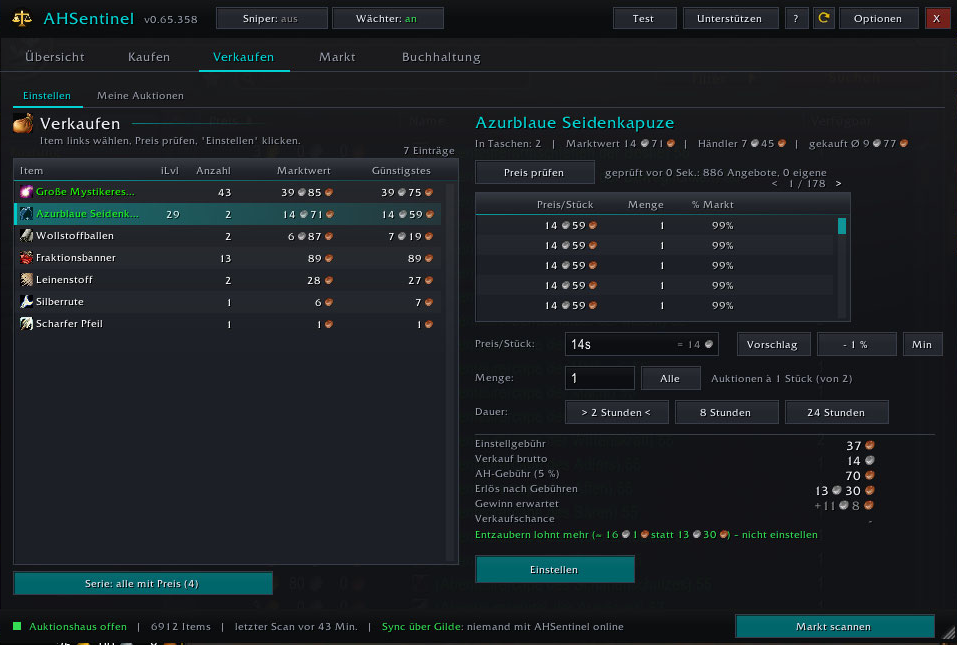 AHSentinel v0.65.358 Sniper: aus Wächter: an Test Unterstützen ? Optionen X
Übersicht Kaufen Verkaufen Markt Buchhaltung
Einstellen Meine Auktionen
Verkaufen
Item links wählen, Preis prüfen, 'Einstellen' klicken.
7 Einträge
Item iLvl Anzahl Marktwert Günstigstes
Große Mystikeres... 43 39 85 39 75
Azurblaue Seidenk... 29 2 14 71 14 59
Wollstoffballen 2 6 87 7 19
Fraktionsbanner 13 89 89
Leinenstoff 2 28 27
Silberrute 1 6 7
Scharfer Pfeil 1 1 1
Serie: alle mit Preis (4)
Azurblaue Seidenkapuze
In Taschen: 2 | Marktwert 14 71 | Händler 7 45 | gekauft Ø 9 77
Preis prüfen geprüft vor 0 Sek.: 886 Angebote, 0 eigene
< 1 / 178 >
Preis/Stück Menge % Markt
14 59 1 99%
14 59 1 99%
14 59 1 99%
14 59 1 99%
14 59 1 99%
Preis/Stück: 14s = 14 Vorschlag - 1 % Min
Menge: 1 Alle Auktionen à 1 Stück (von 2)
Dauer: > 2 Stunden < 8 Stunden 24 Stunden
Einstellgebühr 37
Verkauf brutto 14
AH-Gebühr (5 %) 70
Erlös nach Gebühren 13 30
Gewinn erwartet +11 8
Verkaufschance -
Entzaubern lohnt mehr (≈ 16 1 statt 13 30) - nicht einstellen
Einstellen
Auktionshaus offen | 6912 Items | letzter Scan vor 43 Min. | Sync über Gilde: niemand mit AHSentinel online Markt scannen